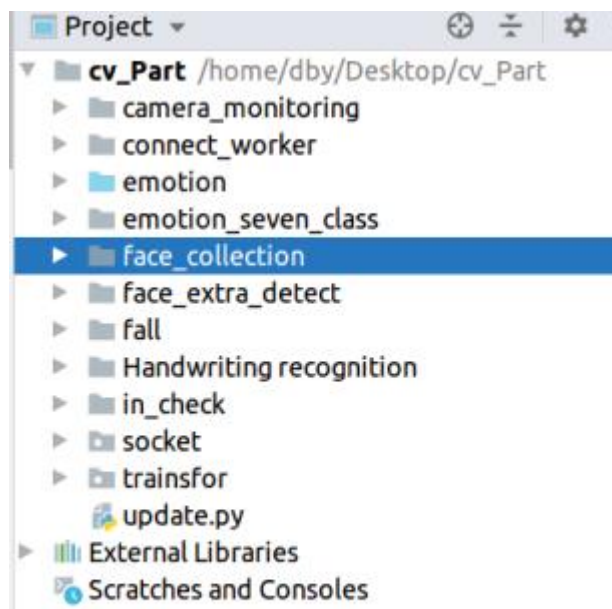 Project
cv_Part /home/dby/Desktop/cv_Part
camera_monitoring
connect_worker
emotion
emotion_seven_class
face_collection
face_extra_detect
fall
Handwriting recognition
in_check
socket
trainsfor
update.py
External Libraries
Scratches and Consoles